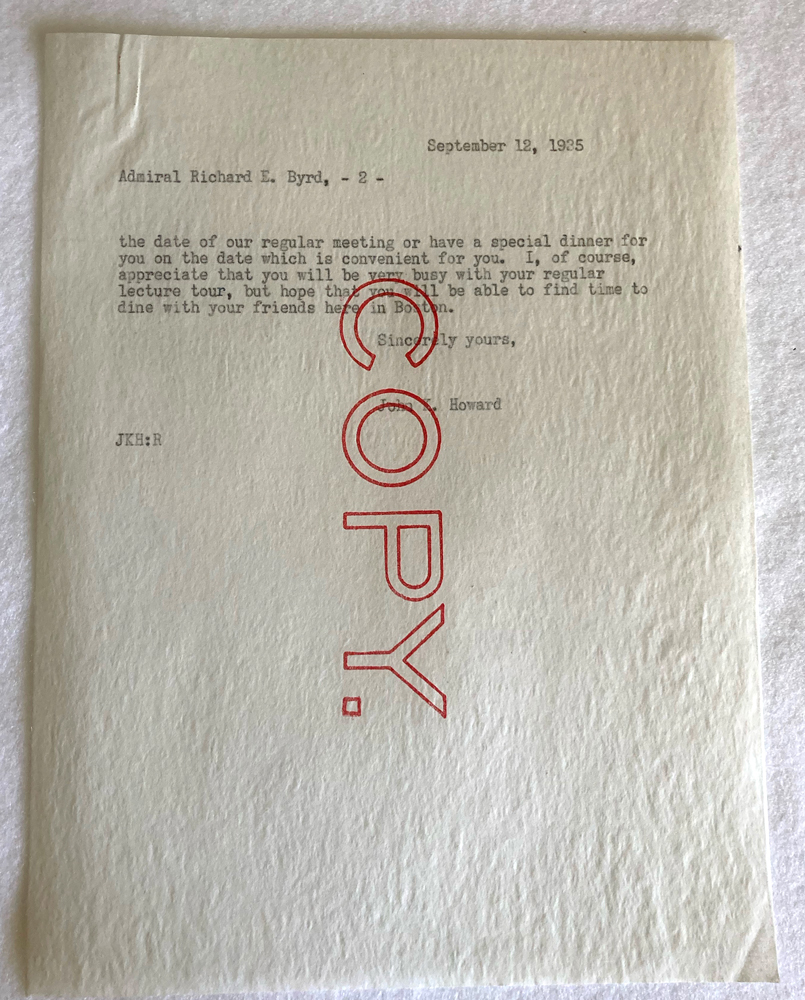 September 12, 1935
Admiral Richard E. Byrd, - 2 -
the date of our regular meeting or have a special dinner for
you on the date which is convenient for you.  I, of course,
appreciate that you will be very busy with your regular
lecture tour, but hope that you will be able to find time to
dine with your friends here in Boston.
Sincerely yours,
John K. Howard
JKH:R
COPY.